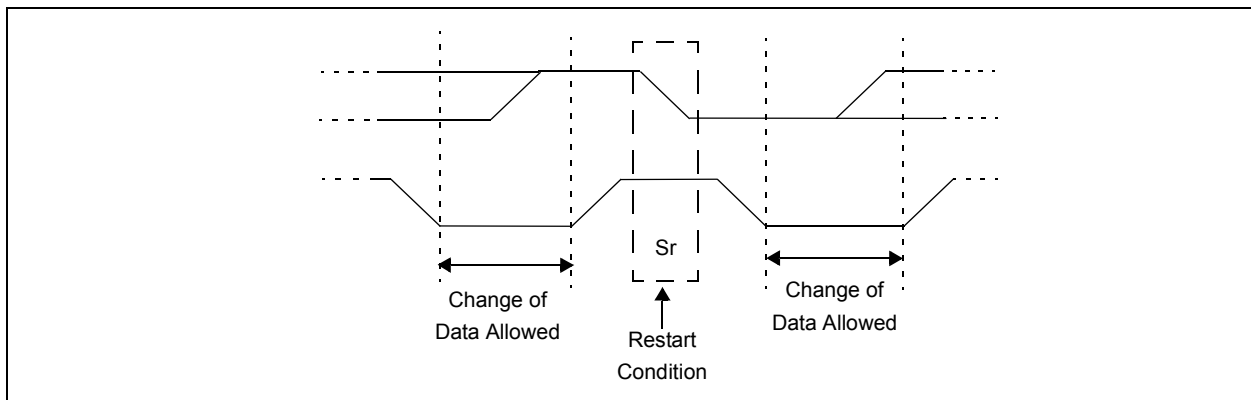 Sr
Change of
Data Allowed
Restart
Condition
Change of
Data Allowed